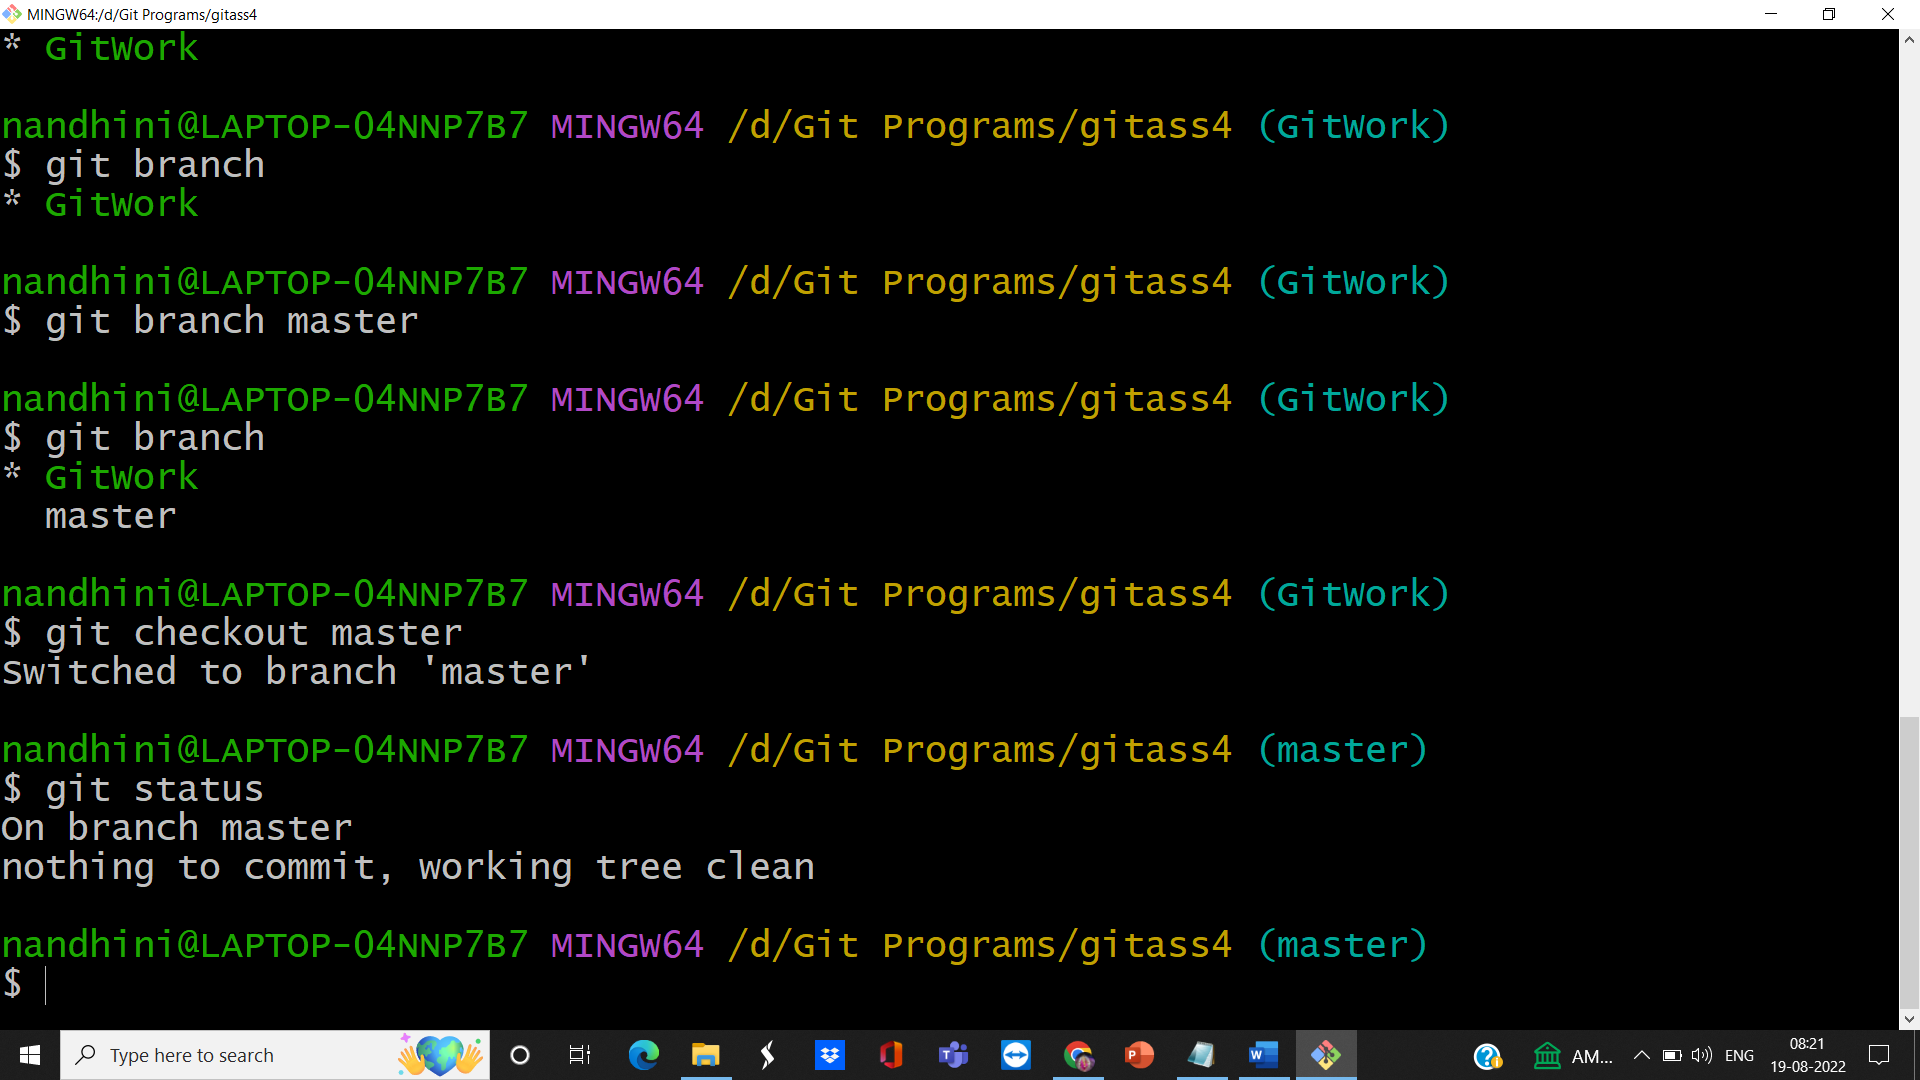 MINGW64:/d/Git Programs/gitass4
* GitWork
nandhini@LAPTOP-04NNP7B7 MINGW64 /d/Git Programs/gitass4 (GitWork)
$ git branch
* GitWork
nandhini@LAPTOP-04NNP7B7 MINGW64 /d/Git Programs/gitass4 (GitWork)
$ git branch master
nandhini@LAPTOP-04NNP7B7 MINGW64 /d/Git Programs/gitass4 (GitWork)
$ git branch
* GitWork
master
nandhini@LAPTOP-04NNP7B7 MINGW64 /d/Git Programs/gitass4 (GitWork)
$ git checkout master
Switched to branch 'master'
nandhini@LAPTOP-04NNP7B7 MINGW64 /d/Git Programs/gitass4 (master)
$ git status
On branch master
nothing to commit, working tree clean
nandhini@LAPTOP-04NNP7B7 MINGW64 /d/Git Programs/gitass4 (master)
$
Type here to search
AM...
ENG
08:21
19-08-2022